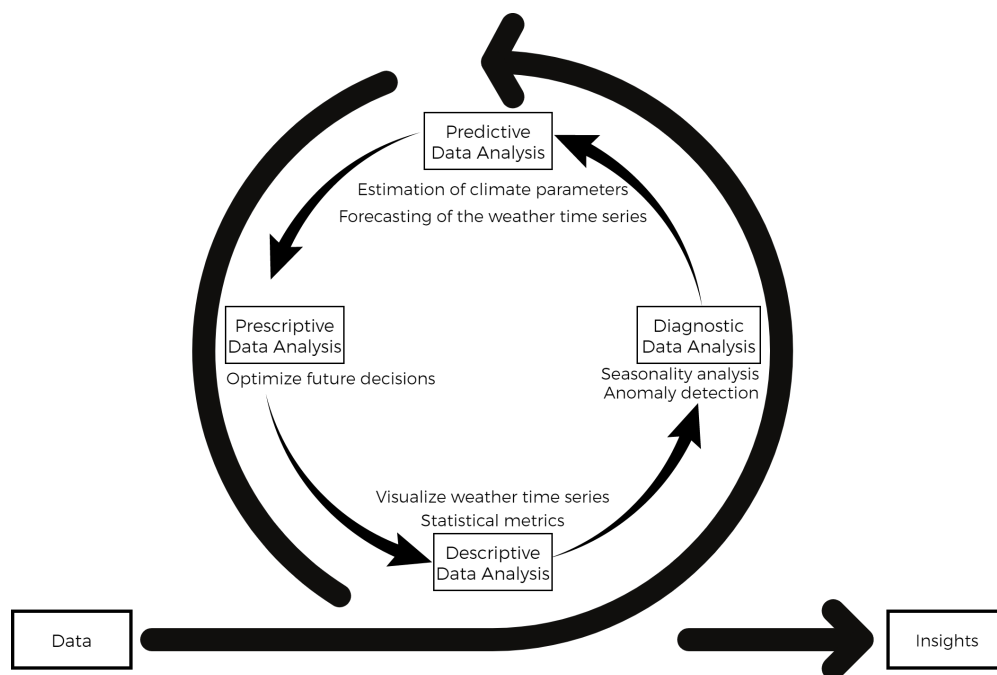 Predictive
Data Analysis
Estimation of climate parameters
Forecasting of the weather time series
Prescriptive
Data Analysis
Optimize future decisions
Diagnostic
Data Analysis
Seasonality analysis
Anomaly detection
Visualize weather time series
Statistical metrics
Descriptive
Data Analysis
Data
Insights